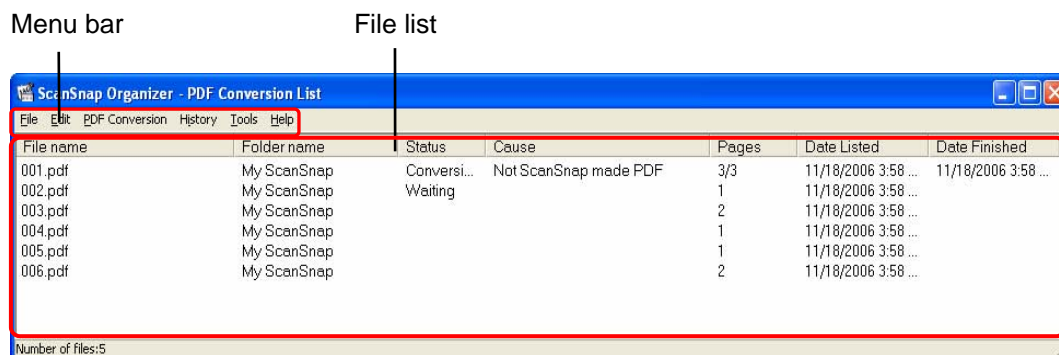 Menu bar File list
ScanSnap Organizer - PDF Conversion List
File Edit PDF Conversion History Tools Help
File name Folder name Status Cause Pages Date Listed Date Finished
001.pdf My ScanSnap Conversi... Not ScanSnap made PDF 3/3 11/18/2006 3:58 ... 11/18/2006 3:58 ...
002.pdf My ScanSnap Waiting 1 11/18/2006 3:58 ...
003.pdf My ScanSnap 2 11/18/2006 3:58 ...
004.pdf My ScanSnap 1 11/18/2006 3:58 ...
005.pdf My ScanSnap 1 11/18/2006 3:58 ...
006.pdf My ScanSnap 2 11/18/2006 3:58 ...
Number of files:5